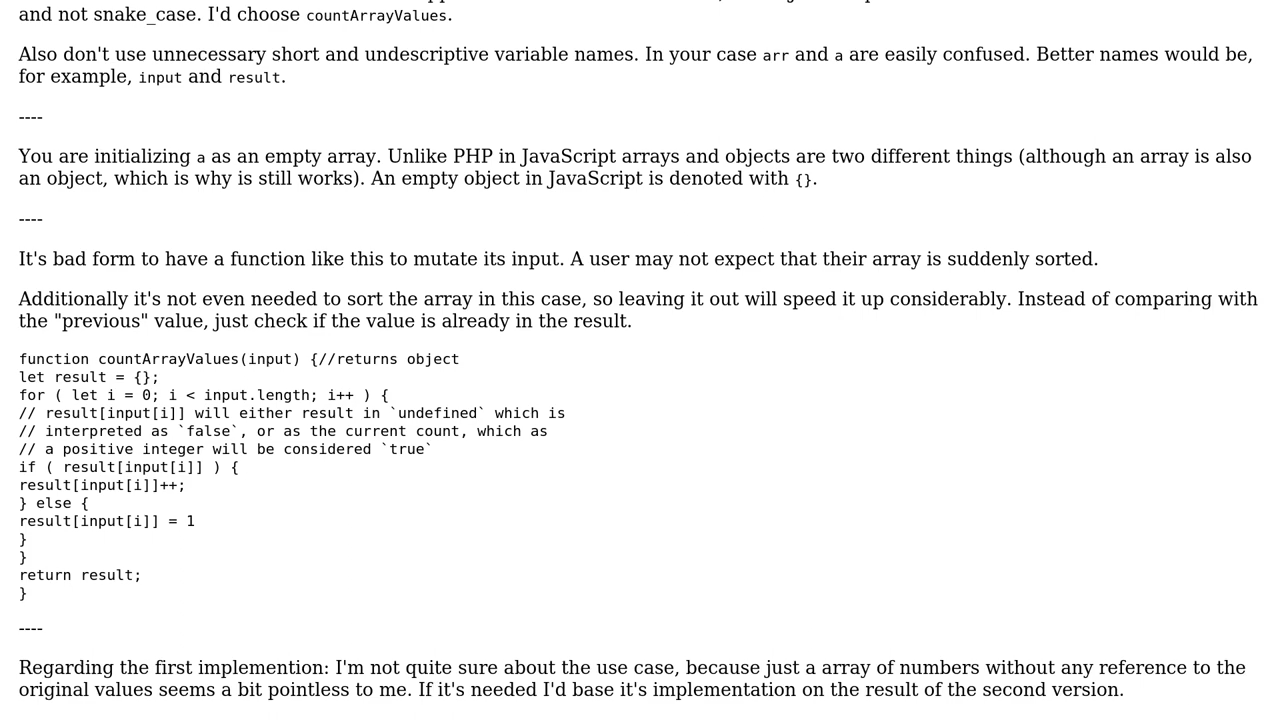 and not snake_case. I'd choose countArrayValues.
Also don't use unnecessary short and undescriptive variable names. In your case arr and a are easily confused. Better names would be,
for example, input and result.
----
You are initializing a as an empty array. Unlike PHP in JavaScript arrays and objects are two different things (although an array is also
an object, which is why is still works). An empty object in JavaScript is denoted with {}.
----
It's bad form to have a function like this to mutate its input. A user may not expect that their array is suddenly sorted.
Additionally it's not even needed to sort the array in this case, so leaving it out will speed it up considerably. Instead of comparing with
the "previous" value, just check if the value is already in the result.
function countArrayValues(input) {//returns object
let result = {};
for ( let i = 0; i < input.length; i++ ) {
// result[input[i]] will either result in `undefined` which is
// interpreted as `false`, or as the current count, which as
// a positive integer will be considered `true`
if ( result[input[i]] ) {
result[input[i]]++;
} else {
result[input[i]] = 1
}
}
return result;
}
----
Regarding the first implemention: I'm not quite sure about the use case, because just a array of numbers without any reference to the
original values seems a bit pointless to me. If it's needed I'd base it's implementation on the result of the second version.